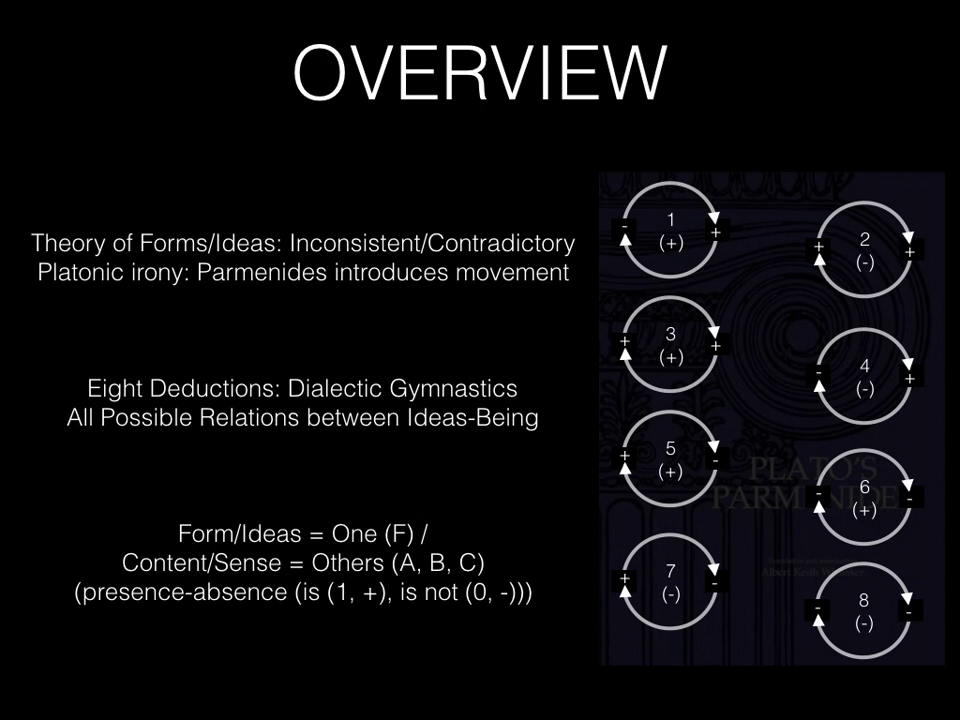 OVERVIEW
Theory of Forms/Ideas: Inconsistent/Contradictory
Platonic irony: Parmenides introduces movement
Eight Deductions: Dialectic Gymnastics
All Possible Relations between Ideas-Being
Form/Ideas = One (F) /
Content/Sense = Others (A, B, C)
(presence-absence (is (1, +), is not (0, -)))
- 1 +
(+)
+ 2 +
(-)
+ 3 +
(+)
- 4 +
(-)
+ 5 -
(+)
- 6 -
(+)
+ 7 -
(-)
- 8 -
(-)
PLATO'S
Albert Keith